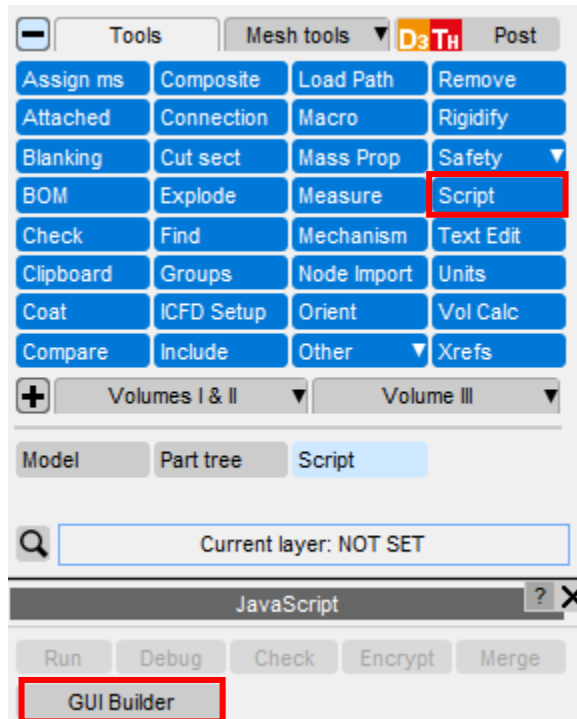 Tools Mesh tools D3 TH Post
Assign ms Composite Load Path Remove
Attached Connection Macro Rigidify
Blanking Cut sect Mass Prop Safety
BOM Explode Measure Script
Check Find Mechanism Text Edit
Clipboard Groups Node Import Units
Coat ICFD Setup Orient Vol Calc
Compare Include Other Xrefs
Volumes I & II Volume III
Model Part tree Script
Current layer: NOT SET
JavaScript ?
Run Debug Check Encrypt Merge
GUI Builder